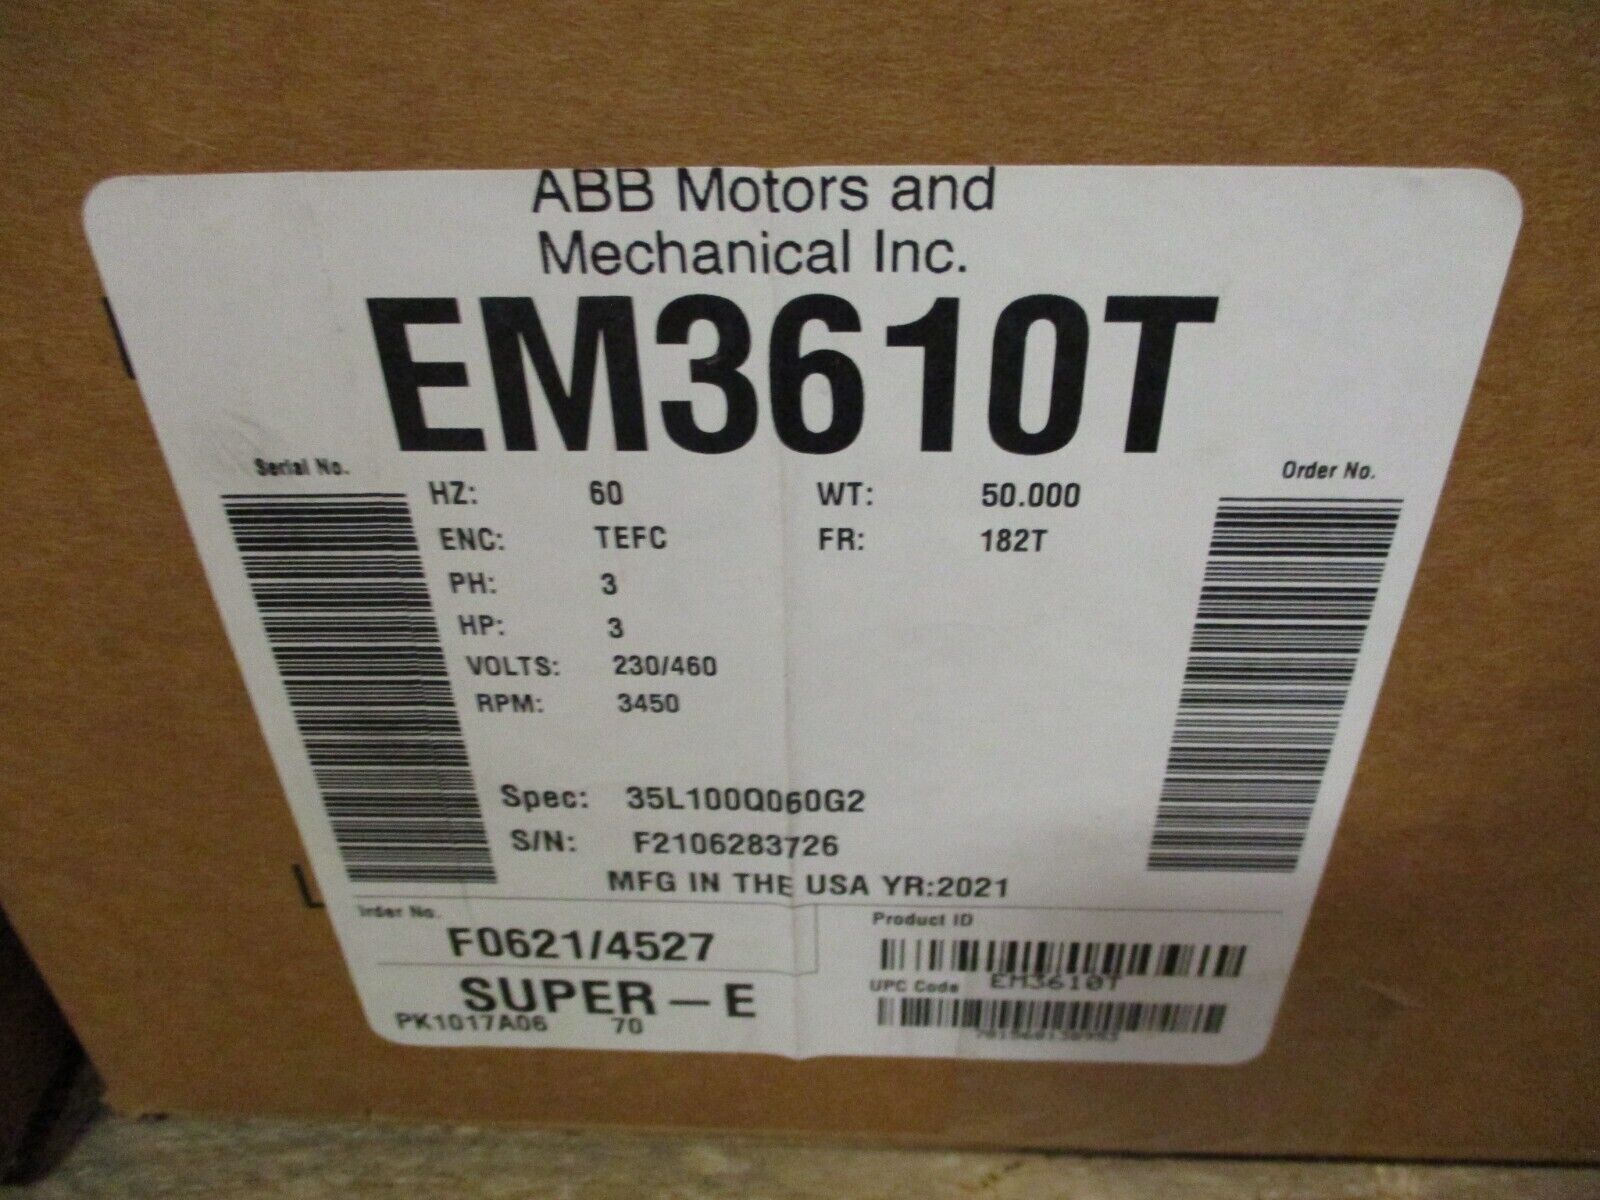 ABB Motors and
Mechanical Inc.
EM3610T
Serial No.
Order No.
HZ: 60 WT: 50.000
ENC: TEFC FR: 182T
PH: 3
HP: 3
VOLTS: 230/460
RPM: 3450
Spec: 35L100Q060G2
S/N: F2106283726
MFG IN THE USA YR:2021
Order No.
F0621/4527
SUPER-E
PK1017A06 70
Product ID
EM3610T
UPC Code